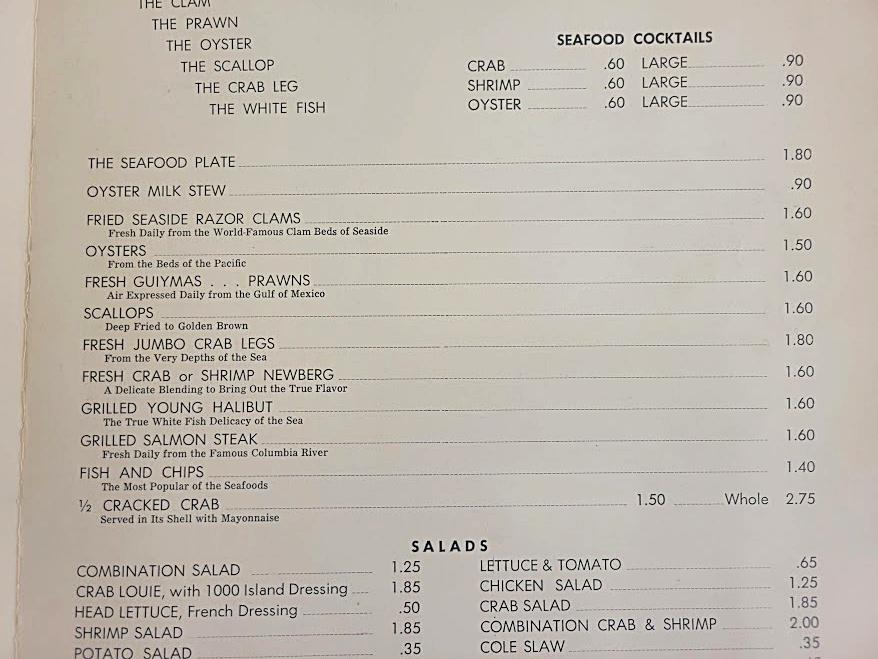 THE CLAM
THE PRAWN
THE OYSTER
THE SCALLOP
THE CRAB LEG
THE WHITE FISH
SEAFOOD COCKTAILS
CRAB .60 LARGE .90
SHRIMP .60 LARGE .90
OYSTER .60 LARGE .90
THE SEAFOOD PLATE 1.80
OYSTER MILK STEW .90
FRIED SEASIDE RAZOR CLAMS 1.60
Fresh Daily from the World-Famous Clam Beds of Seaside
OYSTERS 1.50
From the Beds of the Pacific
FRESH GUIYMAS . . . PRAWNS 1.60
Air Expressed Daily from the Gulf of Mexico
SCALLOPS 1.60
Deep Fried to Golden Brown
FRESH JUMBO CRAB LEGS 1.80
From the Very Depths of the Sea
FRESH CRAB or SHRIMP NEWBERG 1.60
A Delicate Blending to Bring Out the True Flavor
GRILLED YOUNG HALIBUT 1.60
The True White Fish Delicacy of the Sea
GRILLED SALMON STEAK 1.60
Fresh Daily from the Famous Columbia River
FISH AND CHIPS 1.40
The Most Popular of the Seafoods
½ CRACKED CRAB 1.50 Whole 2.75
Served in Its Shell with Mayonnaise
SALADS
COMBINATION SALAD 1.25
CRAB LOUIE, with 1000 Island Dressing 1.85
HEAD LETTUCE, French Dressing .50
SHRIMP SALAD 1.85
POTATO SALAD .35
LETTUCE & TOMATO .65
CHICKEN SALAD 1.25
CRAB SALAD 1.85
COMBINATION CRAB & SHRIMP 2.00
COLE SLAW .35